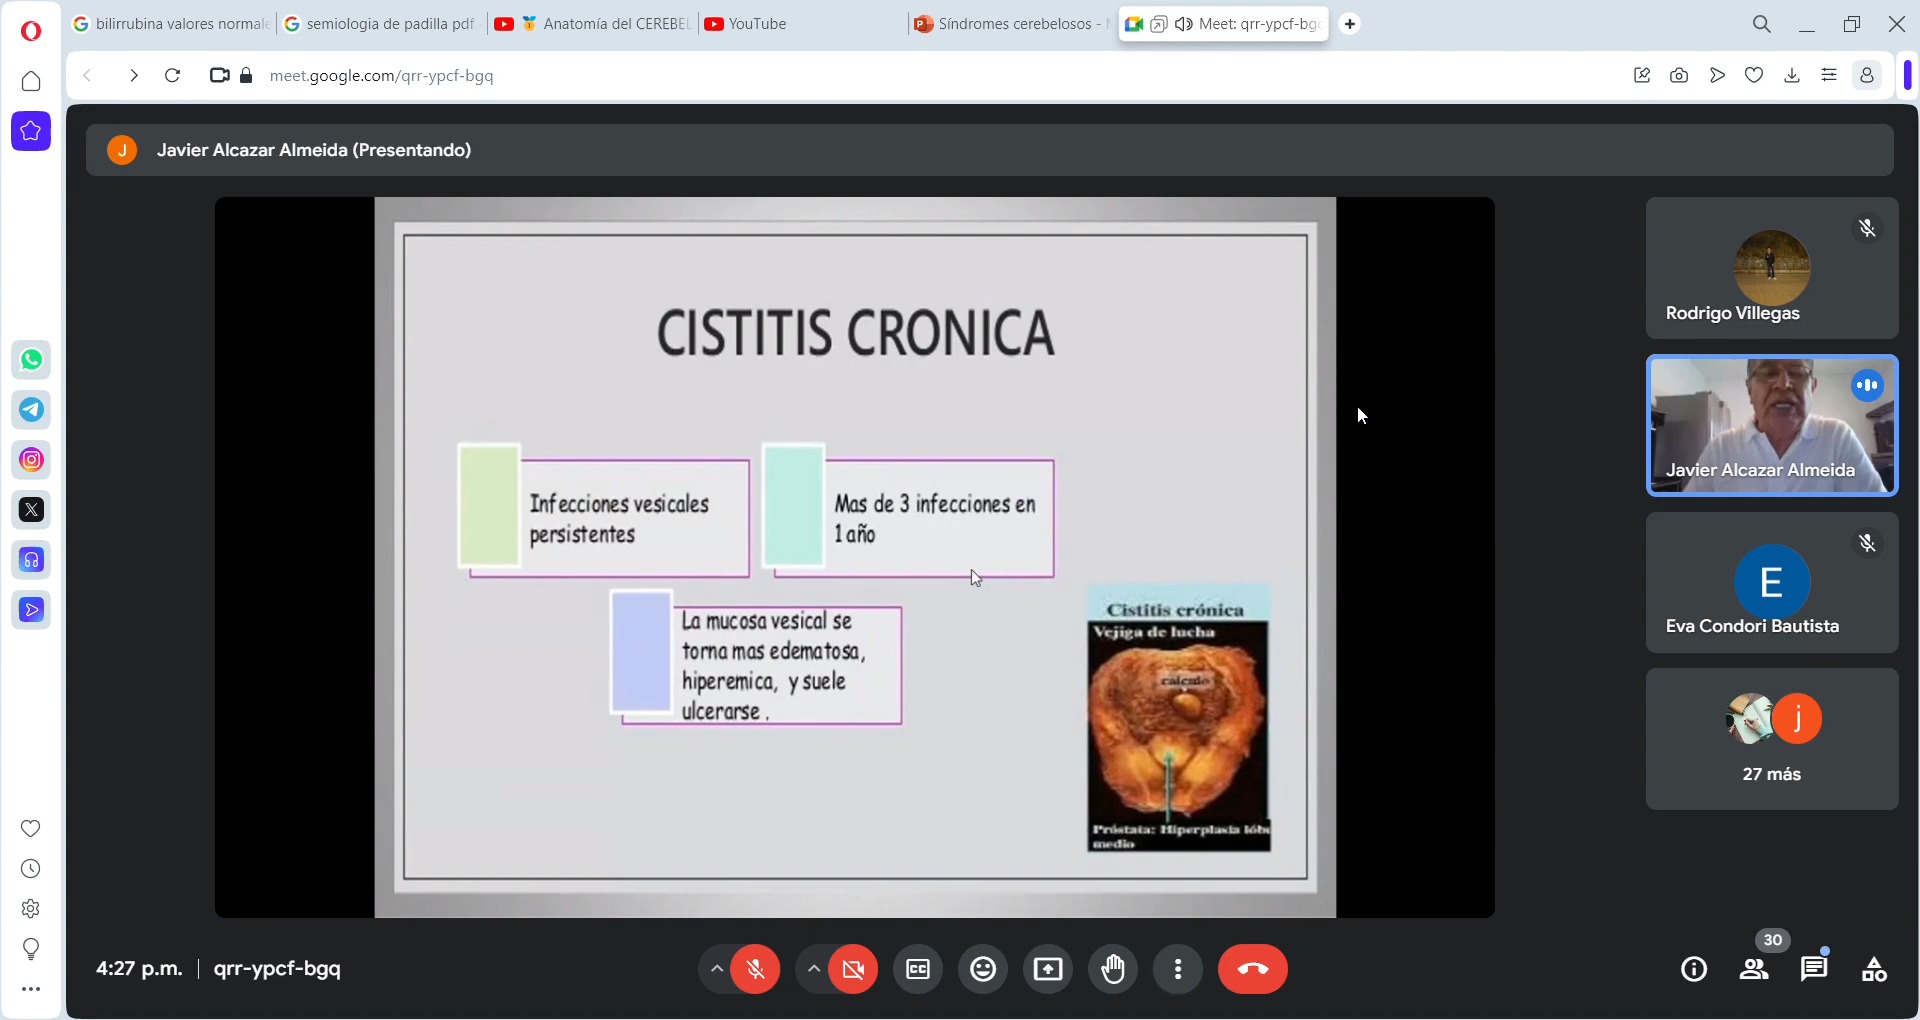 bilirrubina valores normale
semiologia de padilla pdf
Anatomía del CEREBEL
YouTube
Síndromes cerebelosos -
Meet: qrr-ypcf-bgc
meet.google.com/qrr-ypcf-bgq
J
Javier Alcazar Almeida (Presentando)
CISTITIS CRONICA
Infecciones vesicales
persistentes
Mas de 3 infecciones en
1 año
La mucosa vesical se
torna mas edematosa,
hiperemica, y suele
ulcerarse .
Cistitis crónica
Vejiga de lucha
calculo
Próstata: Hiperplasia lób
medio
Rodrigo Villegas
Javier Alcazar Almeida
E
Eva Condori Bautista
j
27 más
4:27 p.m.
qrr-ypcf-bgq
CC
30